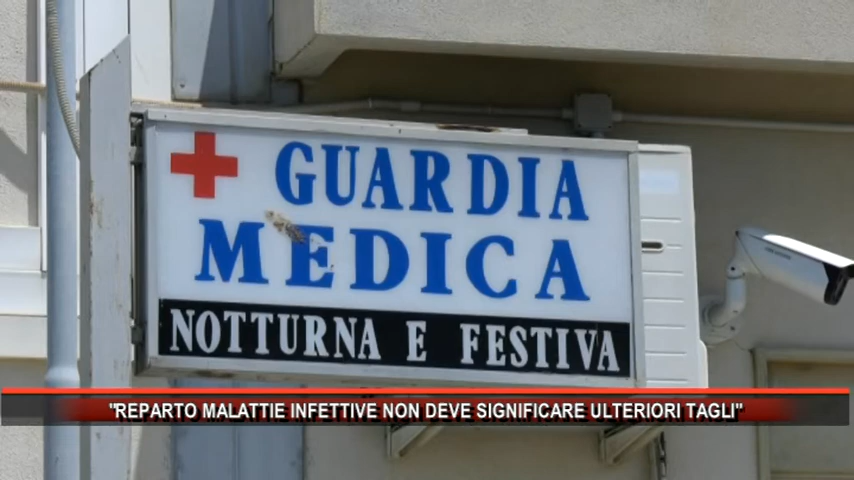 GUARDIA
MEDICA
NOTTURNA E FESTIVA
"REPARTO MALATTIE INFETTIVE NON DEVE SIGNIFICARE ULTERIORI TAGLI"